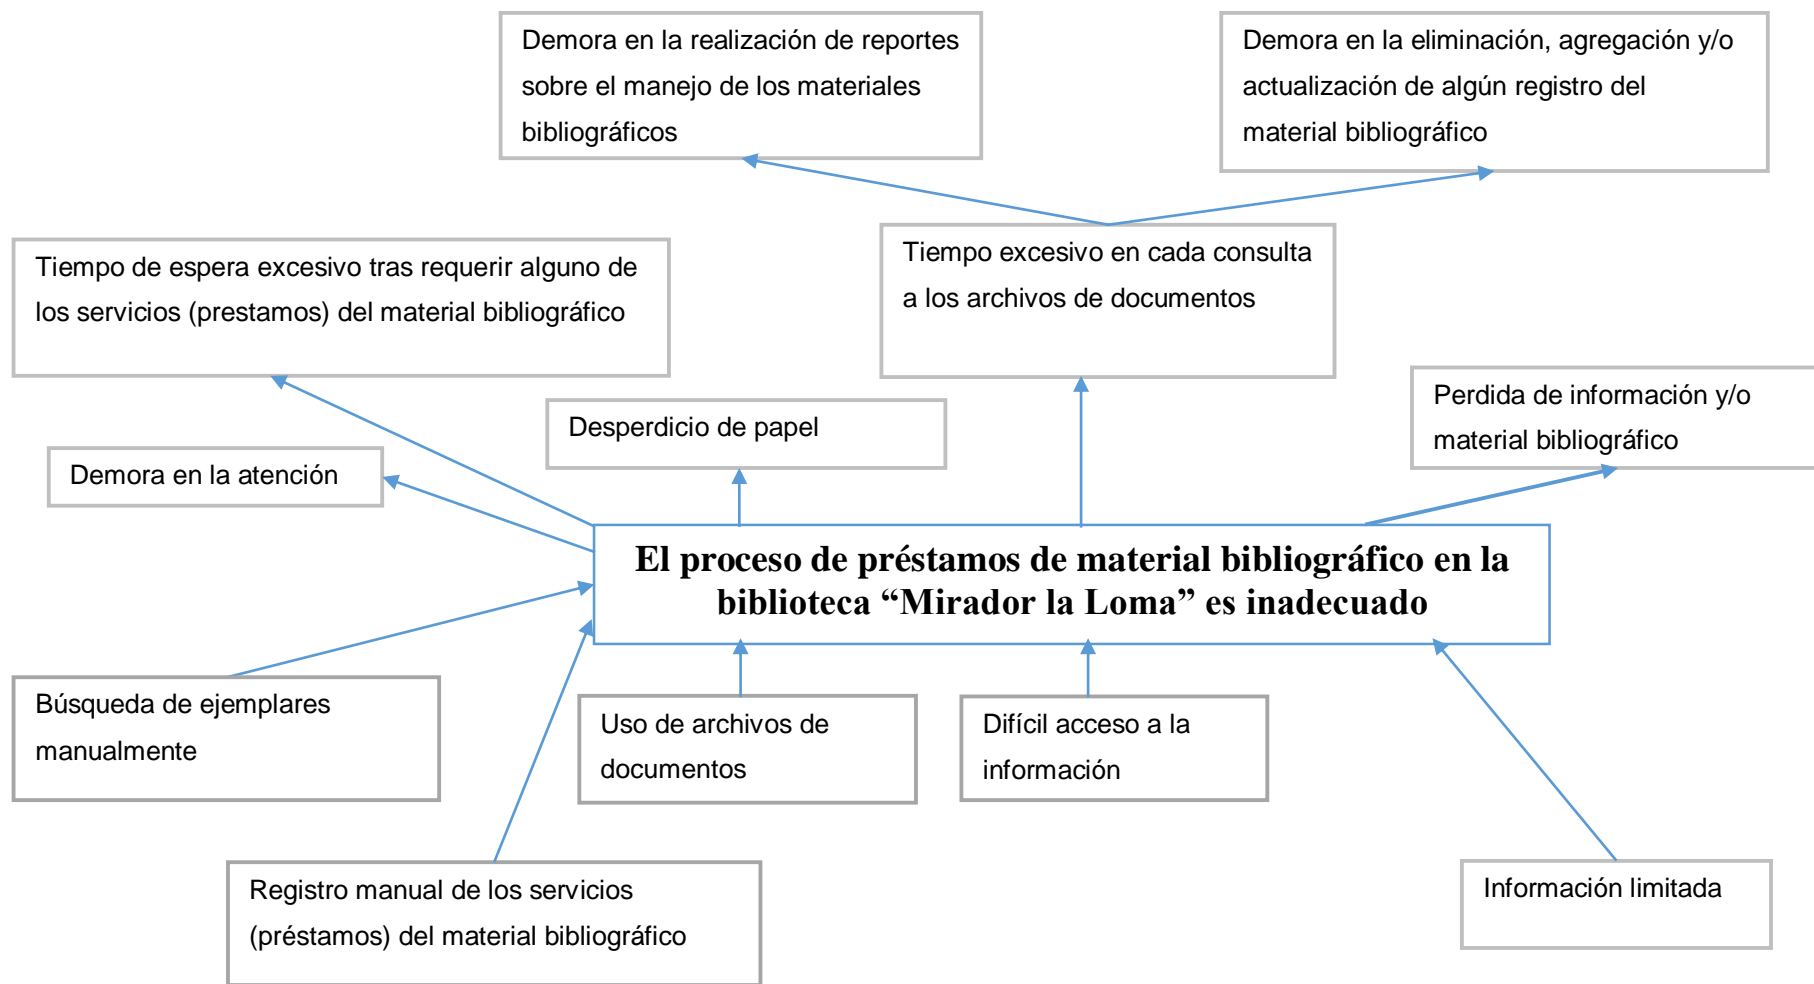 Demora en la realización de reportes
sobre el manejo de los materiales
bibliográficos
Demora en la eliminación, agregación y/o
actualización de algún registro del
material bibliográfico
Tiempo de espera excesivo tras requerir alguno de
los servicios (prestamos) del material bibliográfico
Tiempo excesivo en cada consulta
a los archivos de documentos
Perdida de información y/o
material bibliográfico
Desperdicio de papel
Demora en la atención
El proceso de préstamos de material bibliográfico en la
biblioteca “Mirador la Loma” es inadecuado
Búsqueda de ejemplares
manualmente
Uso de archivos de
documentos
Difícil acceso a la
información
Registro manual de los servicios
(préstamos) del material bibliográfico
Información limitada